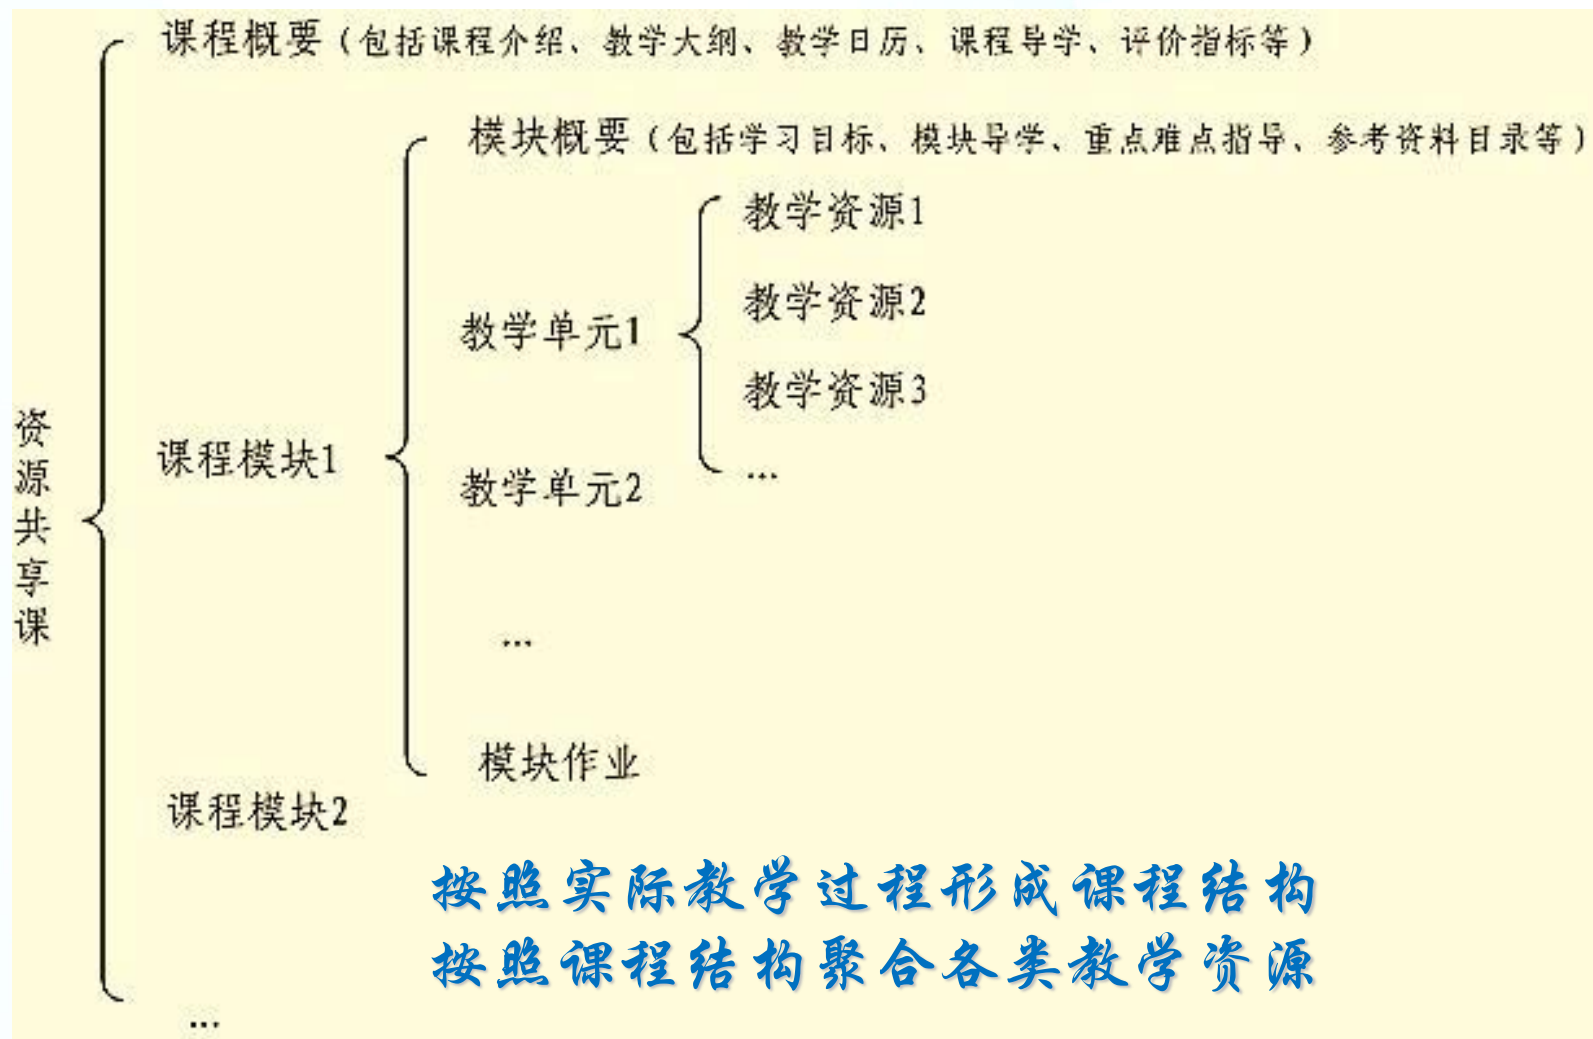 课程概要（包括课程介绍、教学大纲、教学日历、课程导学、评价指标等）
模块概要（包括学习目标、模块导学、重点难点指导、参考资料目录等）
教学资源1
教学资源2
教学单元1
教学资源3
资源共享课
课程模块1
教学单元2
...
...
模块作业
课程模块2
按照实际教学过程形成课程结构
按照课程结构聚合各类教学资源
...